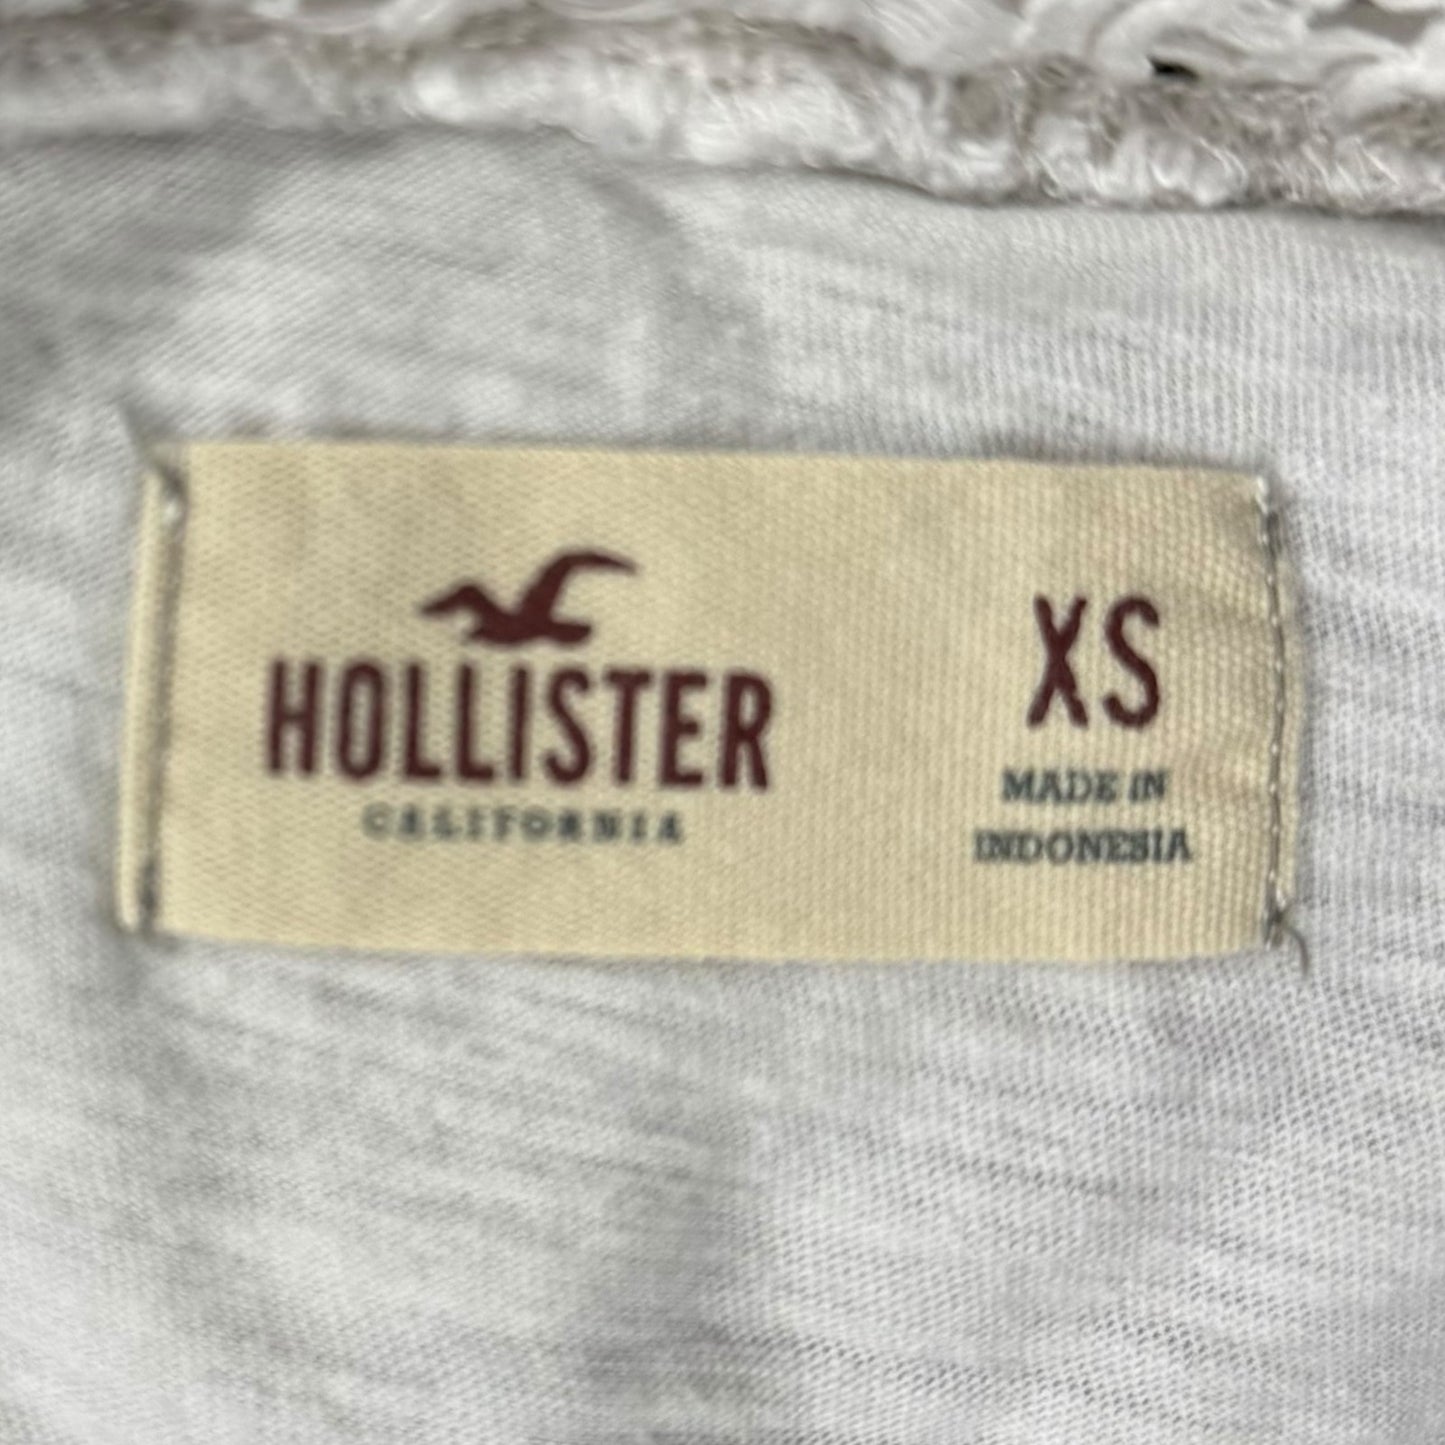 HOLLISTER
CALIFORNIA
XS
MADE IN
INDONESIA